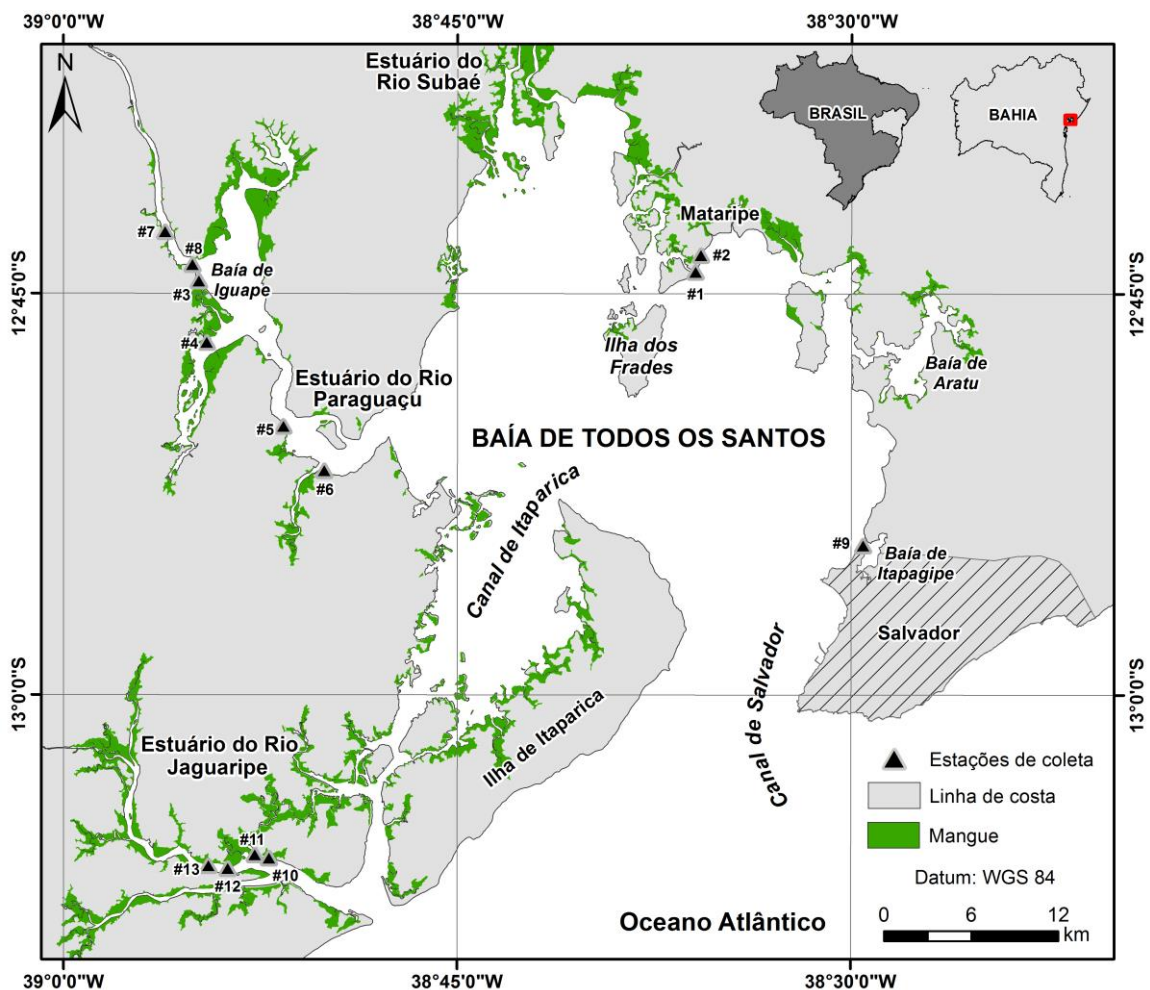 39°0'0"W
38°45'0"W
38°30'0"W
N
Estuário do
Rio Subaé
BRASIL
BAHIA
Mataripe
#7
#8
#2
Baía de
Iguape
#3
#1
12°45'0"S
12°45'0"S
#4
Ilha dos
Frades
Baía de
Aratu
Estuário do Rio
Paraguaçu
#5
BAÍA DE TODOS OS SANTOS
#6
Canal de Itaparica
#9
Baía de
Itapagipe
Salvador
Canal de Salvador
13°0'0"S
13°0'0"S
Ilha de Itaparica
Estuário do Rio
Jaguaripe
Estações de coleta
Linha de costa
Mangue
#11
#13
#12
#10
Datum: WGS 84
Oceano Atlântico
0 6 12
km
39°0'0"W
38°45'0"W
38°30'0"W